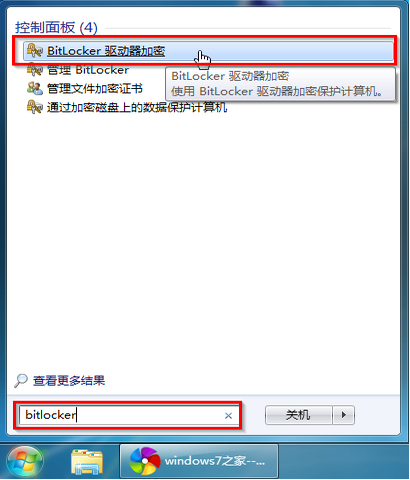 控制面板 (4)
BitLocker 驱动器加密
管理 BitLocker
BitLocker 驱动器加密
使用 BitLocker 驱动器加密保护计算机。
管理文件加密证书
通过加密磁盘上的数据保护计算机
查看更多结果
bitlocker
关机
windows7之家--...